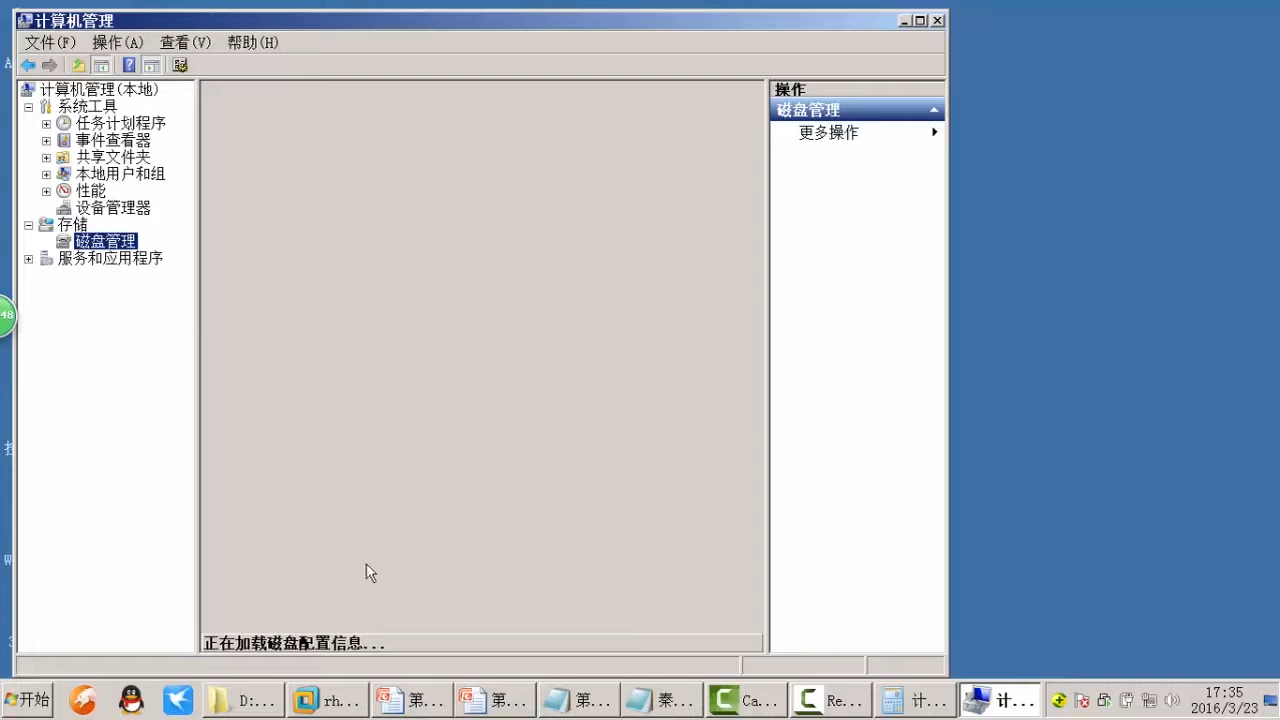 计算机管理
文件(F) 操作(A) 查看(V) 帮助(H)
计算机管理(本地)
系统工具
任务计划程序
事件查看器
共享文件夹
本地用户和组
性能
设备管理器
存储
磁盘管理
服务和应用程序
操作
磁盘管理
更多操作
48
正在加载磁盘配置信息...
开始
D:...
rh...
第...
第...
第...
秦...
Ca...
Re...
计...
计...
17:35
2016/3/23